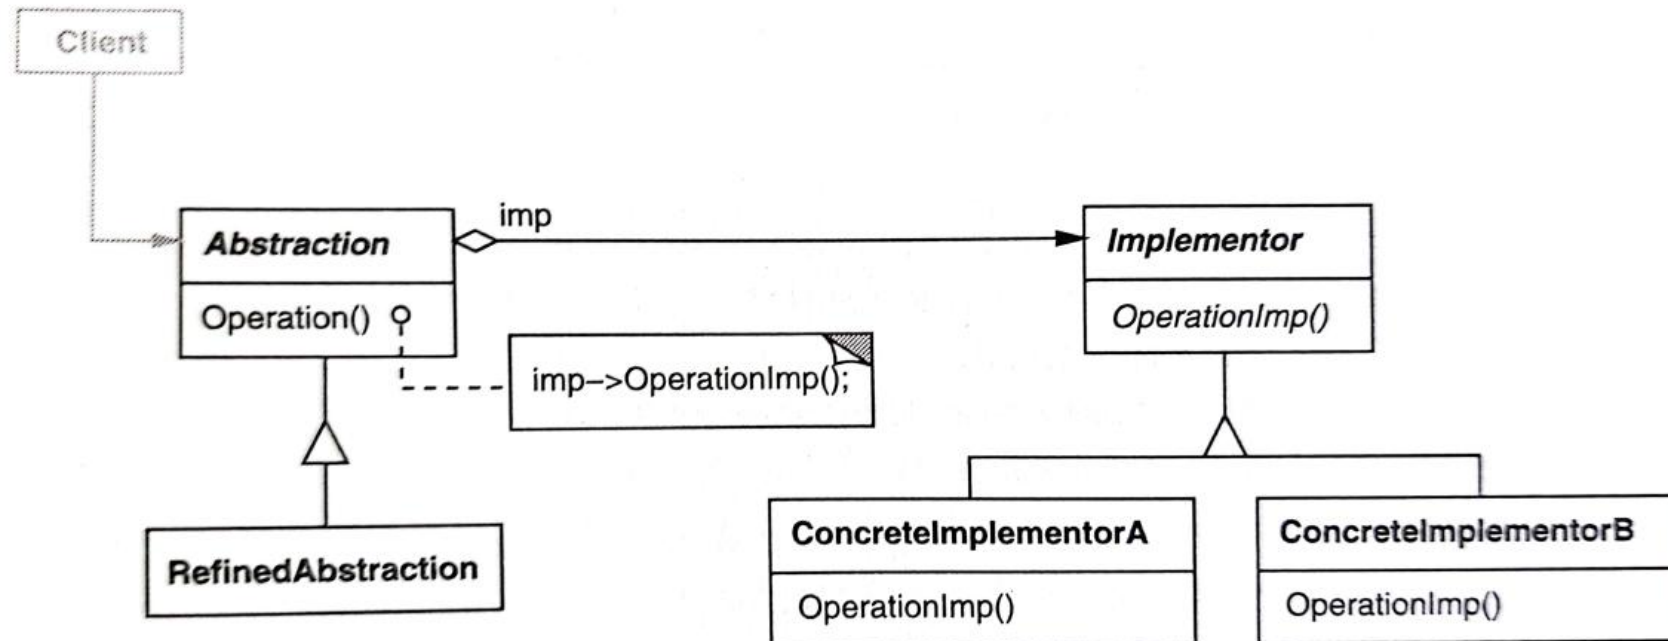 Client
imp
Abstraction
Implementor
Operation()
OperationImp()
imp–>OperationImp();
RefinedAbstraction
ConcreteImplementorA
ConcreteImplementorB
OperationImp()
OperationImp()